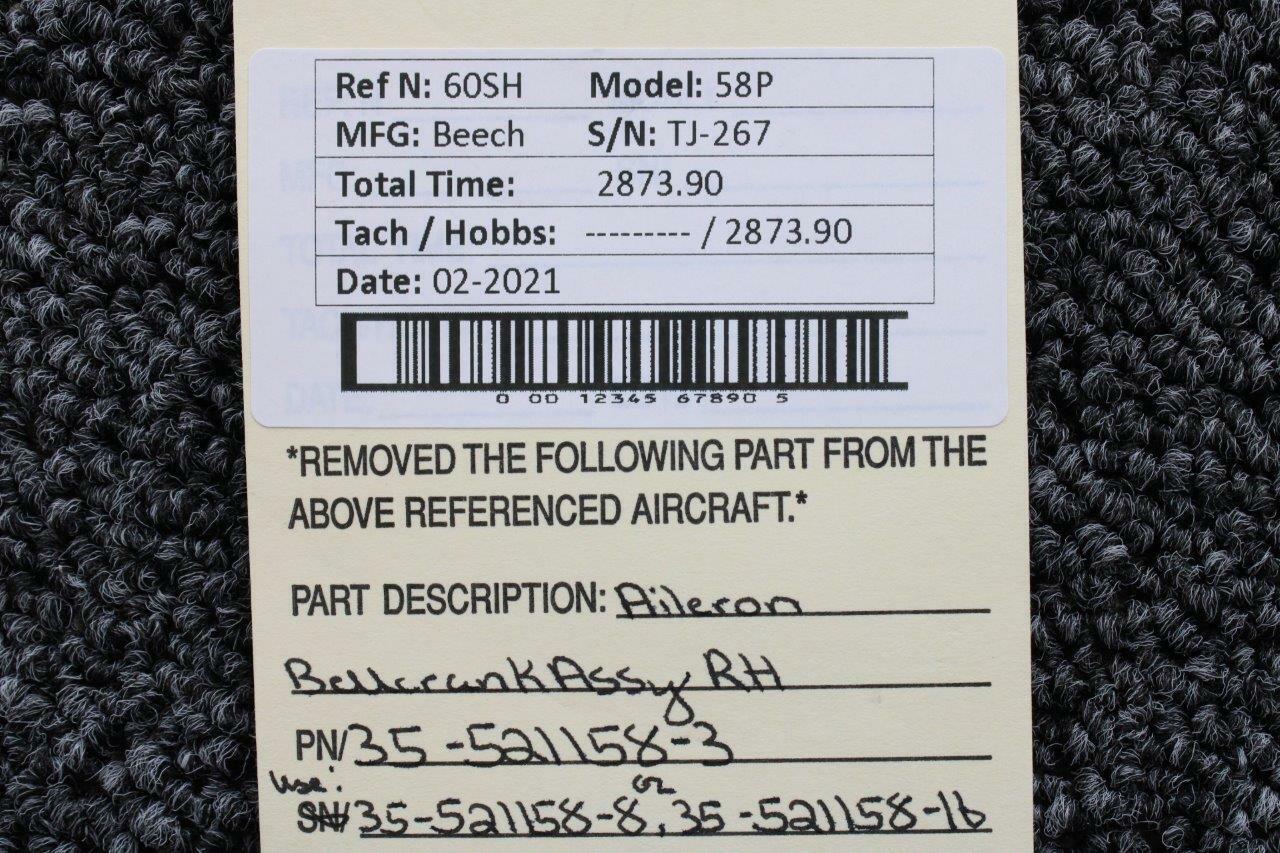 Ref N: 60SH Model: 58P
MFG: Beech S/N: TJ-267
Total Time: 2873.90
Tach / Hobbs: --------- / 2873.90
Date: 02-2021
0 00 12345 67890 5
*REMOVED THE FOLLOWING PART FROM THE
ABOVE REFERENCED AIRCRAFT.*
PART DESCRIPTION: Aileron
Bellcrank Assy RH
PN/ 35-521158-3
Use: or
SN/ 35-521158-8, 35-521158-16